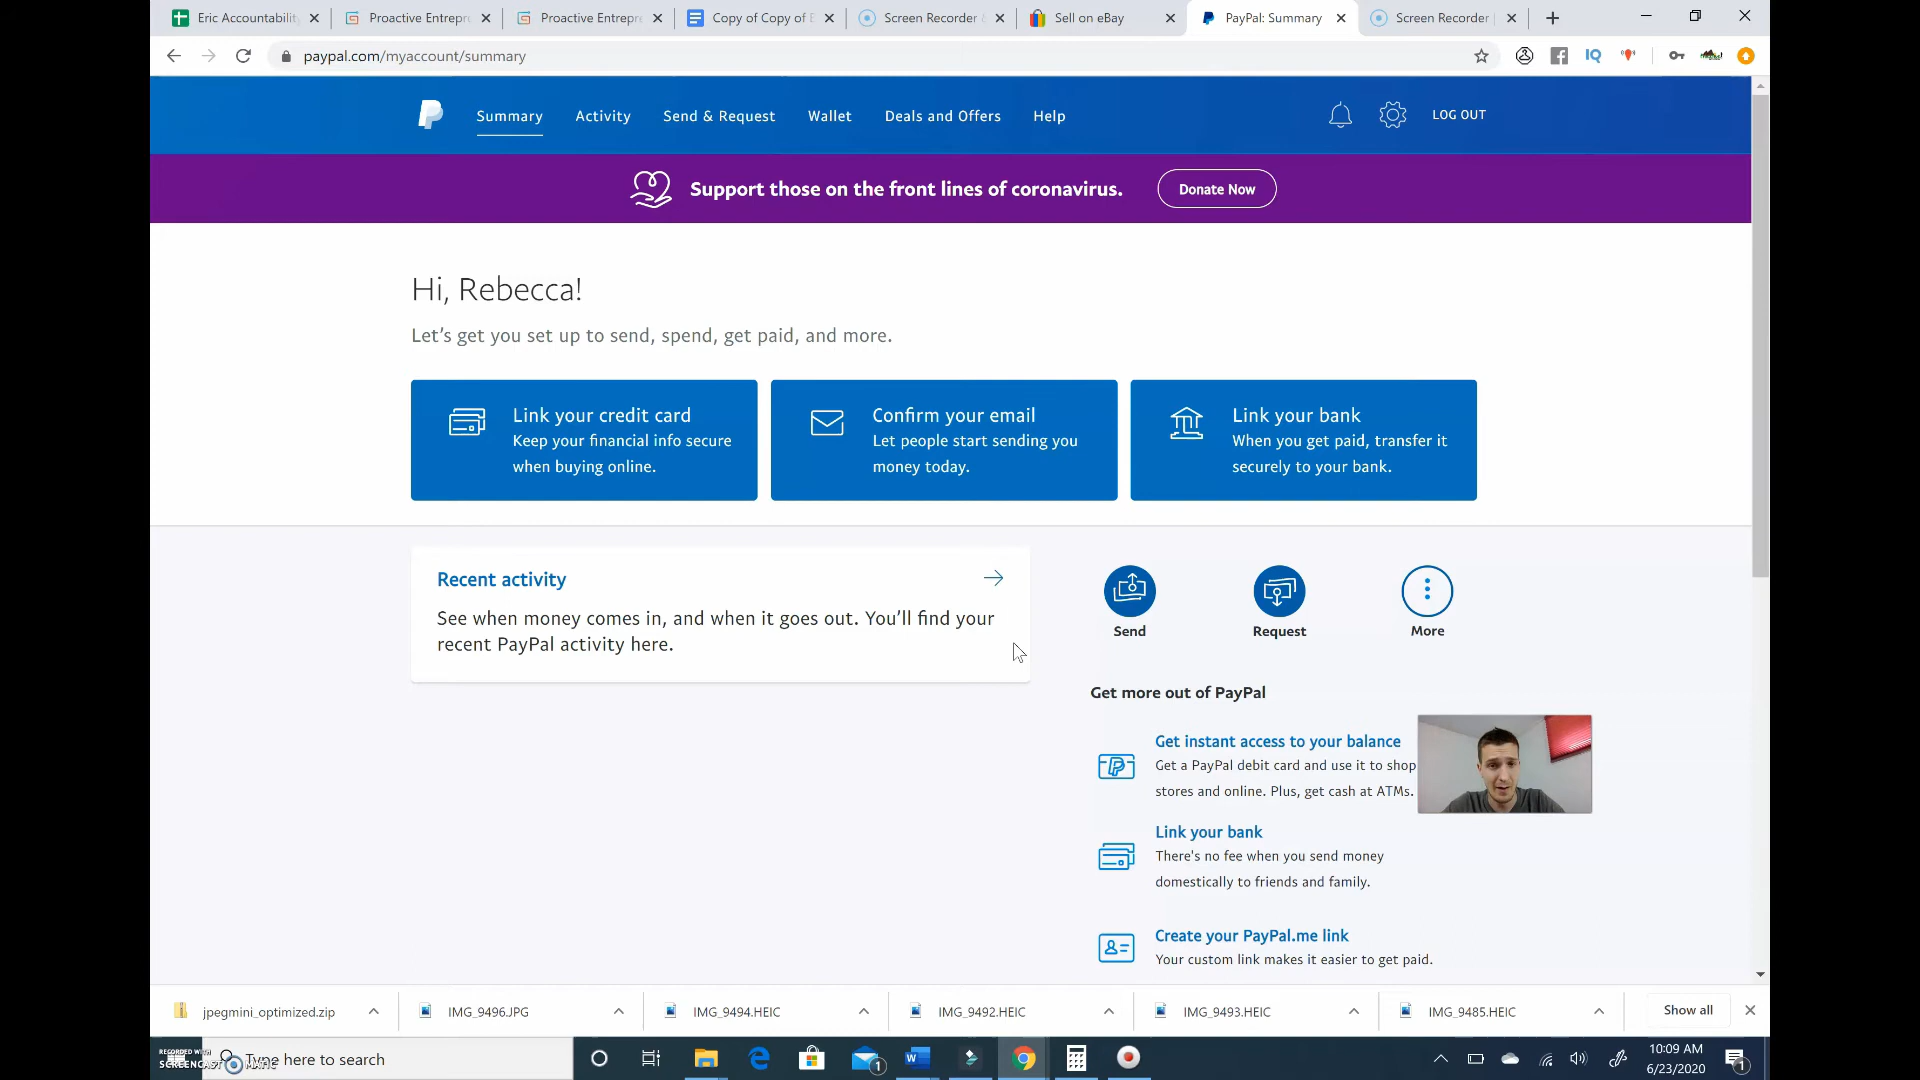 Eric Accountability
Proactive Entrepre
Proactive Entrepre
Copy of Copy of E
Screen Recorder
Sell on eBay
PayPal: Summary
Screen Recorder
paypal.com/myaccount/summary
IQ
Summary
Activity
Send & Request
Wallet
Deals and Offers
Help
LOG OUT
Support those on the front lines of coronavirus.
Donate Now
Hi, Rebecca!
Let's get you set up to send, spend, get paid, and more.
Link your credit card
Keep your financial info secure
when buying online.
Confirm your email
Let people start sending you
money today.
Link your bank
When you get paid, transfer it
securely to your bank.
Recent activity
See when money comes in, and when it goes out. You'll find your
recent PayPal activity here.
Send
Request
More
Get more out of PayPal
Get instant access to your balance
Get a PayPal debit card and use it to shop
stores and online. Plus, get cash at ATMs.
Link your bank
There's no fee when you send money
domestically to friends and family.
Create your PayPal.me link
Your custom link makes it easier to get paid.
jpegmini_optimized.zip
IMG_9496.JPG
IMG_9494.HEIC
IMG_9492.HEIC
IMG_9493.HEIC
IMG_9485.HEIC
Show all
RECORDED WITH
SCREENCAST MATIC
Type here to search
1
10:09 AM
6/23/2020
1